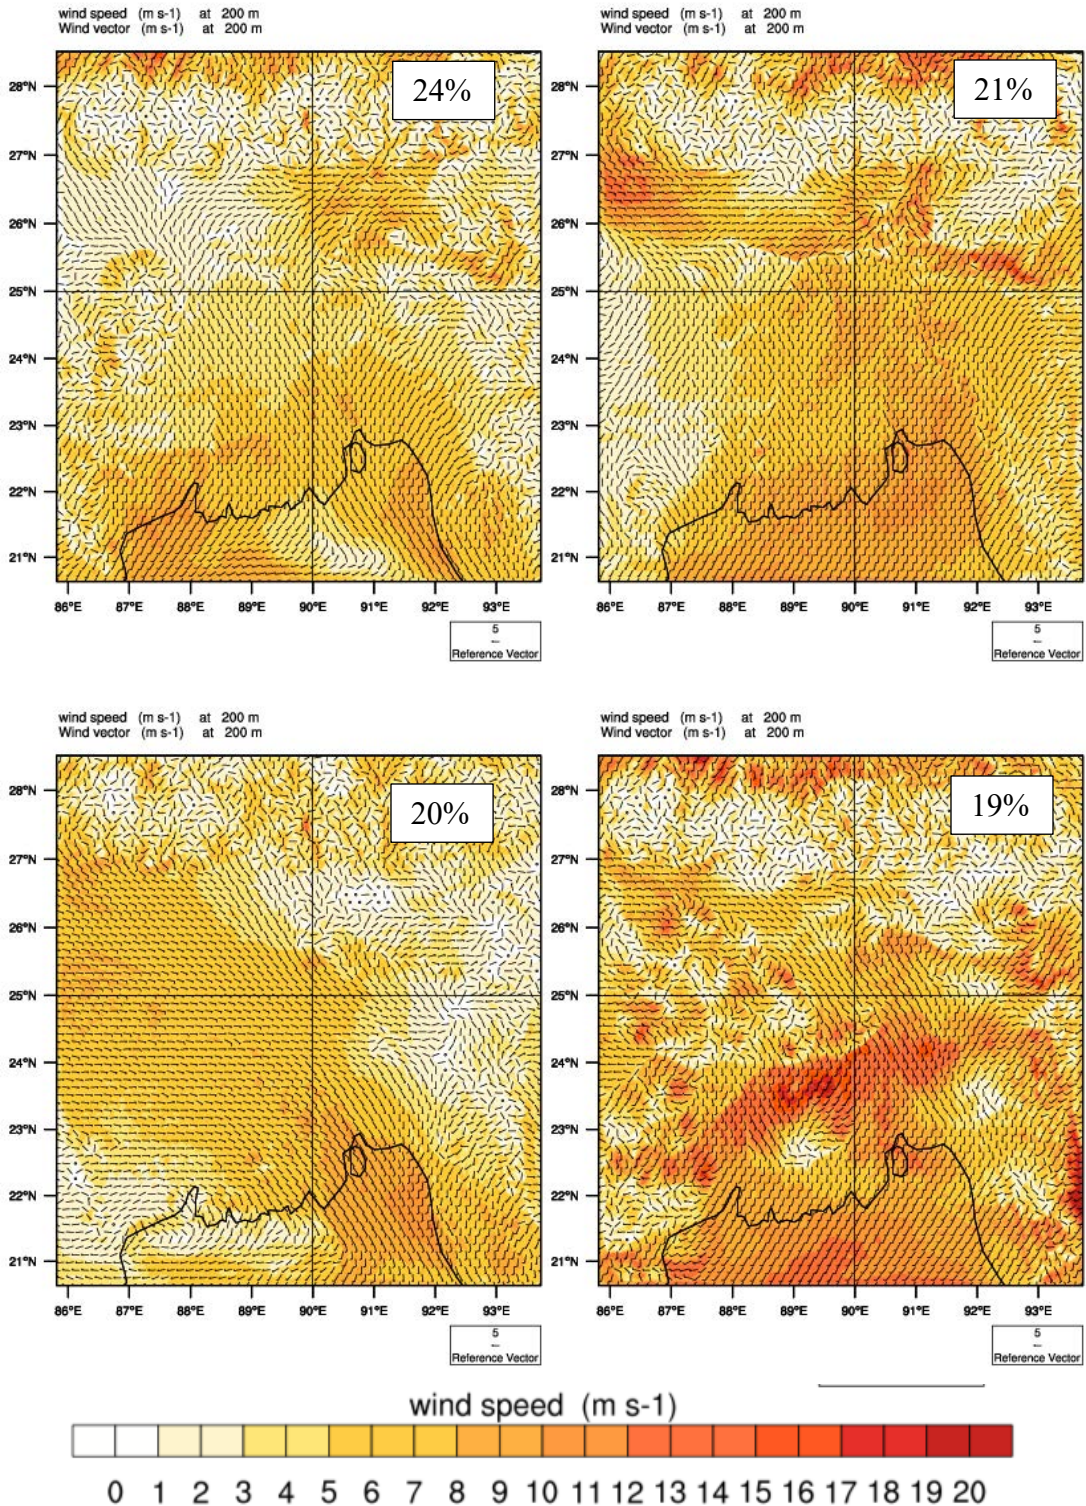 wind speed (m s-1) at 200 m
Wind vector (m s-1) at 200 m
28°N
27°N
26°N
25°N
24°N
23°N
22°N
21°N
24%
86°E 87°E 88°E 89°E 90°E 91°E 92°E 93°E
5
Reference Vector
wind speed (m s-1) at 200 m
Wind vector (m s-1) at 200 m
28°N
27°N
26°N
25°N
24°N
23°N
22°N
21°N
21%
86°E 87°E 88°E 89°E 90°E 91°E 92°E 93°E
5
Reference Vector
wind speed (m s-1) at 200 m
Wind vector (m s-1) at 200 m
28°N
27°N
26°N
25°N
24°N
23°N
22°N
21°N
20%
86°E 87°E 88°E 89°E 90°E 91°E 92°E 93°E
5
Reference Vector
wind speed (m s-1) at 200 m
Wind vector (m s-1) at 200 m
28°N
27°N
26°N
25°N
24°N
23°N
22°N
21°N
19%
86°E 87°E 88°E 89°E 90°E 91°E 92°E 93°E
5
Reference Vector
wind speed (m s-1)
0 1 2 3 4 5 6 7 8 9 10 11 12 13 14 15 16 17 18 19 20